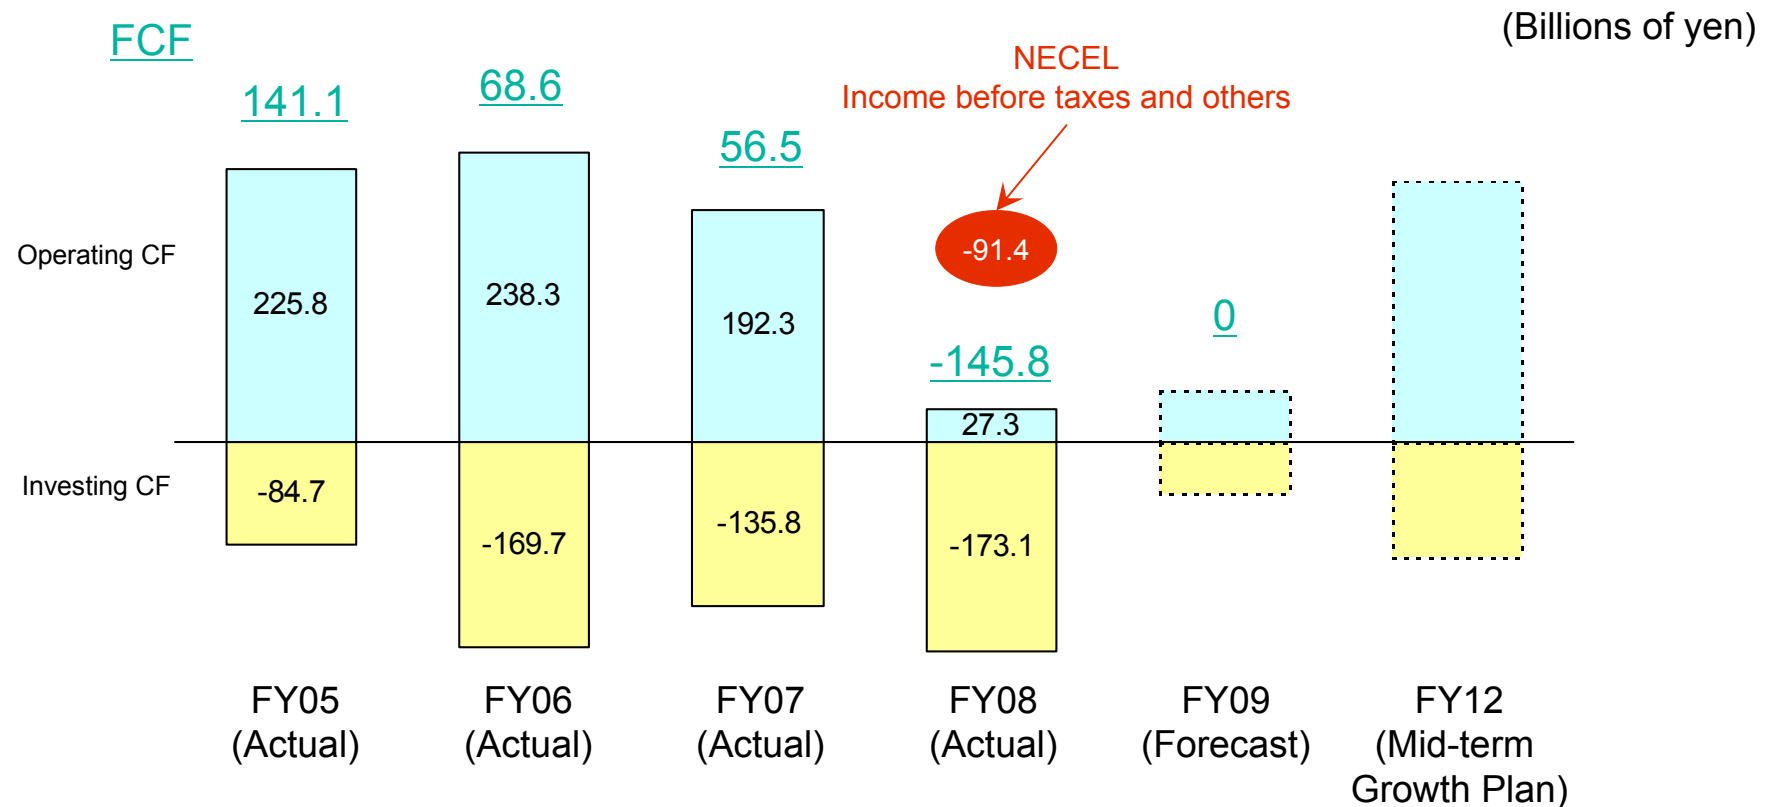 (Billions of yen)
FCF
NECEL
Income before taxes and others
141.1
68.6
56.5
-91.4
-145.8
0
Operating CF
225.8
238.3
192.3
27.3
Investing CF
-84.7
-169.7
-135.8
-173.1
FY05
(Actual)
FY06
(Actual)
FY07
(Actual)
FY08
(Actual)
FY09
(Forecast)
FY12
(Mid-term
Growth Plan)